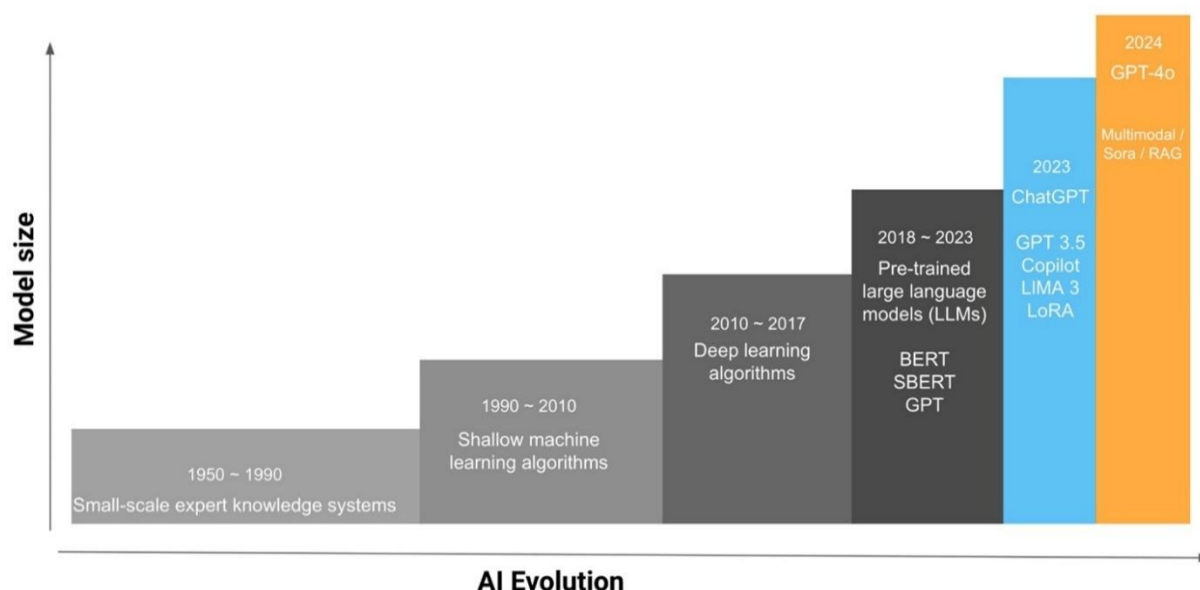 Model size
1950 ~ 1990
Small-scale expert knowledge systems
1990 ~ 2010
Shallow machine
learning algorithms
2010 ~ 2017
Deep learning
algorithms
2018 ~ 2023
Pre-trained
large language
models (LLMs)
BERT
SBERT
GPT
2023
ChatGPT
GPT 3.5
Copilot
LIMA 3
LoRA
2024
GPT-4o
Multimodal /
Sora / RAG
AI Evolution